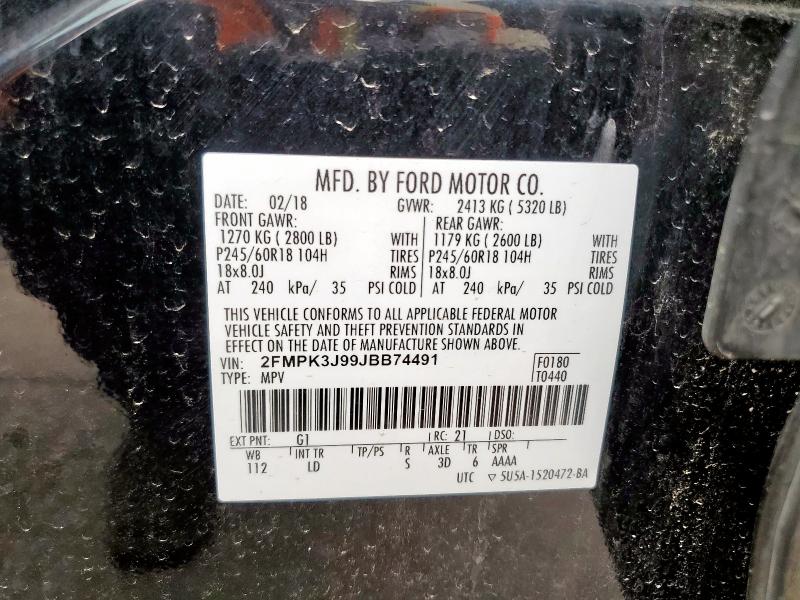 MFD. BY FORD MOTOR CO.
DATE: 02/18 GVWR: 2413 KG ( 5320 LB)
FRONT GAWR: REAR GAWR:
1270 KG ( 2800 LB) WITH 1179 KG ( 2600 LB) WITH
P245/60R18 104H TIRES P245/60R18 104H TIRES
18x8.0J RIMS 18x8.0J RIMS
AT 240 kPa/ 35 PSI COLD AT 240 kPa/ 35 PSI COLD
THIS VEHICLE CONFORMS TO ALL APPLICABLE FEDERAL MOTOR
VEHICLE SAFETY AND THEFT PREVENTION STANDARDS IN
EFFECT ON THE DATE OF MANUFACTURE SHOWN ABOVE.
VIN: 2FMPK3J99JBB74491 F0180
TYPE: MPV T0440
EXT PNT: G1 RC: 21 DSO:
WB INT TR TP/PS R AXLE TR SPR
112 LD S 3D 6 AAAA
UTC ▽ 5U5A-1520472-BA